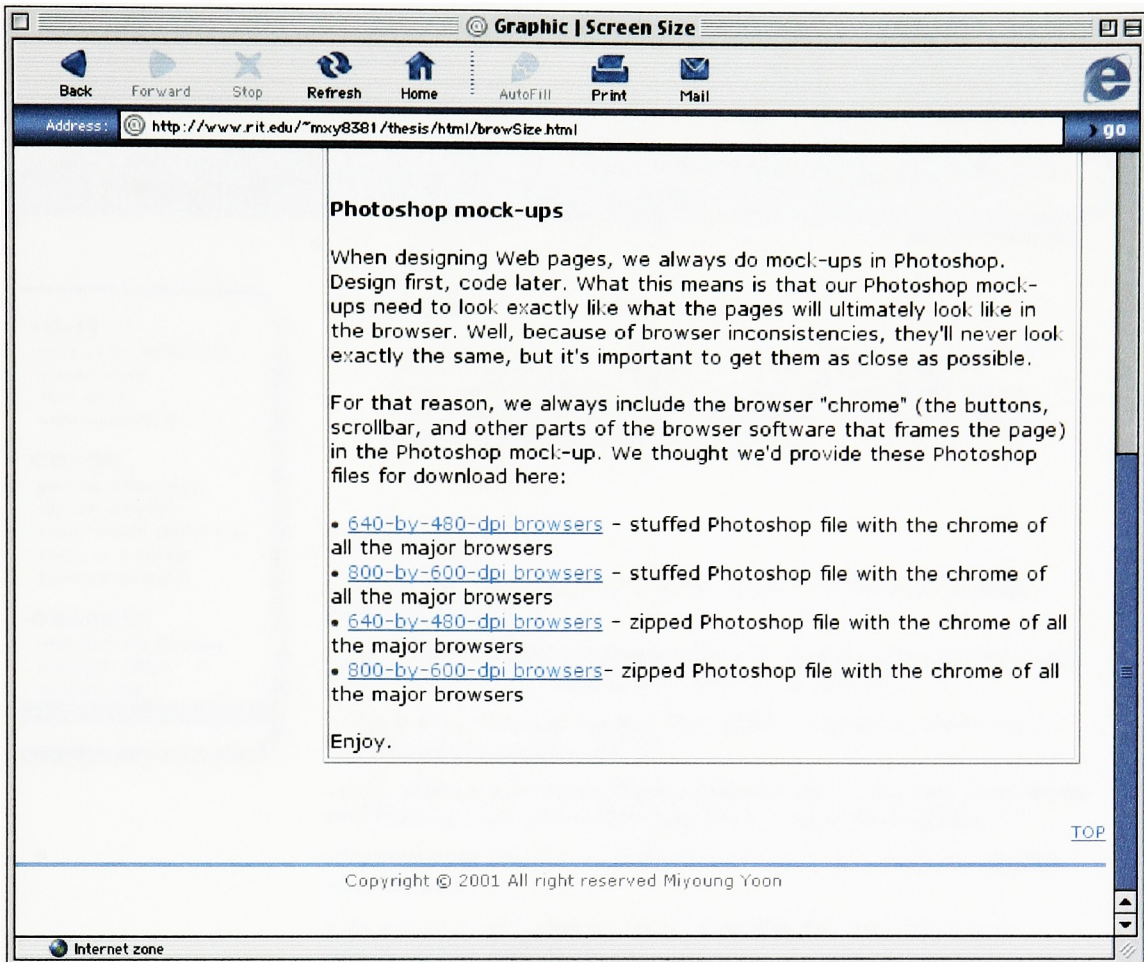 Graphic | Screen Size
Back Forward Stop Refresh Home AutoFill Print Mail
Address: http://www.rit.edu/~mxy8381/thesis/html/browSize.html go
Photoshop mock-ups
When designing Web pages, we always do mock-ups in Photoshop.
Design first, code later. What this means is that our Photoshop mock-
ups need to look exactly like what the pages will ultimately look like in
the browser. Well, because of browser inconsistencies, they'll never look
exactly the same, but it's important to get them as close as possible.
For that reason, we always include the browser "chrome" (the buttons,
scrollbar, and other parts of the browser software that frames the page)
in the Photoshop mock-up. We thought we'd provide these Photoshop
files for download here:
• 640-by-480-dpi browsers - stuffed Photoshop file with the chrome of
all the major browsers
• 800-by-600-dpi browsers - stuffed Photoshop file with the chrome of
all the major browsers
• 640-by-480-dpi browsers - zipped Photoshop file with the chrome of all
the major browsers
• 800-by-600-dpi browsers- zipped Photoshop file with the chrome of all
the major browsers
Enjoy.
TOP
Copyright © 2001 All right reserved Miyoung Yoon
Internet zone